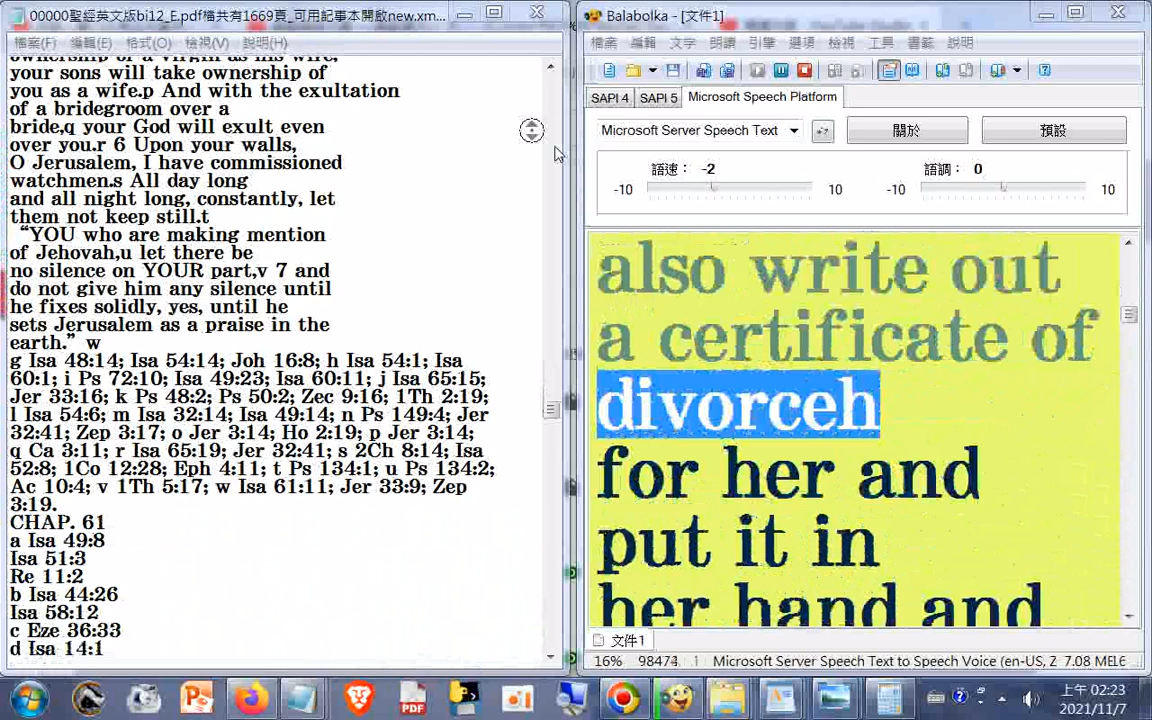 00000聖經英文版bi12_E.pdf檔共有1669頁_可用記事本開啟new.xm...
檔案(F) 編輯(E) 格式(O) 檢視(V) 說明(H)
ownership of a virgin as his wife,
your sons will take ownership of
you as a wife.p And with the exultation
of a bridegroom over a
bride,q your God will exult even
over you.r 6 Upon your walls,
O Jerusalem, I have commissioned
watchmen.s All day long
and all night long, constantly, let
them not keep still.t
“YOU who are making mention
of Jehovah,u let there be
no silence on YOUR part,v 7 and
do not give him any silence until
he fixes solidly, yes, until he
sets Jerusalem as a praise in the
earth.” w
g Isa 48:14; Isa 54:14; Joh 16:8; h Isa 54:1; Isa
60:1; i Ps 72:10; Isa 49:23; Isa 60:11; j Isa 65:15;
Jer 33:16; k Ps 48:2; Ps 50:2; Zec 9:16; 1Th 2:19;
l Isa 54:6; m Isa 32:14; Isa 49:14; n Ps 149:4; Jer
32:41; Zep 3:17; o Jer 3:14; Ho 2:19; p Jer 3:14;
q Ca 3:11; r Isa 65:19; Jer 32:41; s 2Ch 8:14; Isa
52:8; 1Co 12:28; Eph 4:11; t Ps 134:1; u Ps 134:2;
Ac 10:4; v 1Th 5:17; w Isa 61:11; Jer 33:9; Zep
3:19.
CHAP. 61
a Isa 49:8
Isa 51:3
Re 11:2
b Isa 44:26
Isa 58:12
c Eze 36:33
d Isa 14:1
Balabolka - [文件1]
檔案 編輯 文字 朗讀 引擎 選項 檢視 工具 書籤 說明
SAPI 4 SAPI 5 Microsoft Speech Platform
Microsoft Server Speech Text 關於 預設
語速： -2 語調： 0
-10 10 -10 10
also write out
a certificate of
divorceh
for her and
put it in
her hand and
文件1
16% 98474 1 Microsoft Server Speech Text to Speech Voice (en-US, Z 7.08 МБ
PDF
上午 02:23
2021/11/7